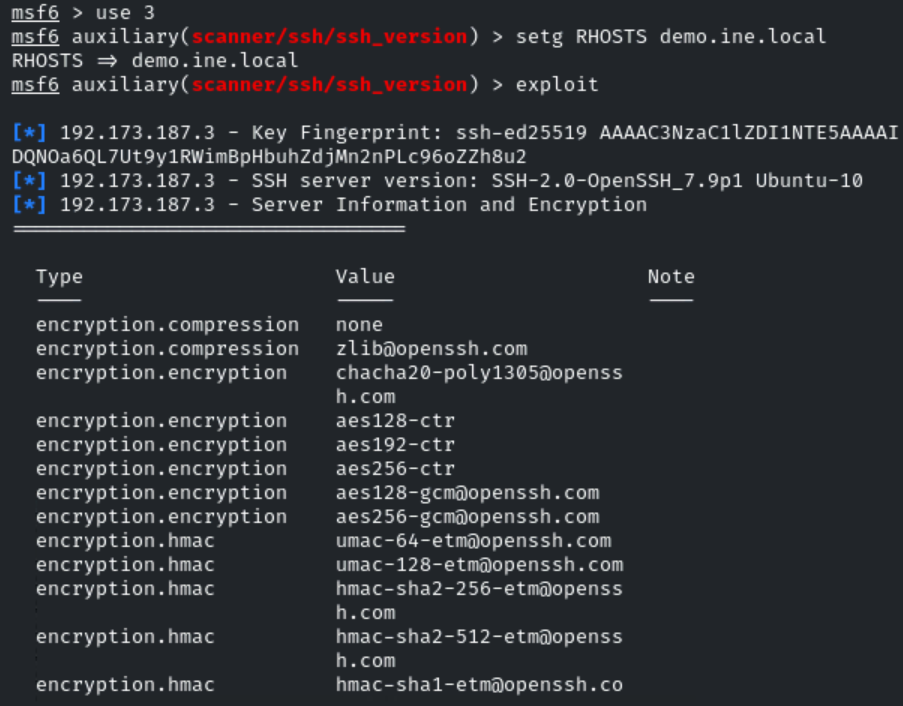 msf6 > use 3
msf6 auxiliary(scanner/ssh/ssh_version) > setg RHOSTS demo.ine.local
RHOSTS => demo.ine.local
msf6 auxiliary(scanner/ssh/ssh_version) > exploit
[*] 192.173.187.3 - Key Fingerprint: ssh-ed25519 AAAAC3NzaC1lZDI1NTE5AAAAI
DQNOa6QL7Ut9y1RWimBpHbuhZdjMn2nPLc96oZZh8u2
[*] 192.173.187.3 - SSH server version: SSH-2.0-OpenSSH_7.9p1 Ubuntu-10
[*] 192.173.187.3 - Server Information and Encryption
=================================
Type Value Note
---- ----- ----
encryption.compression none
encryption.compression zlib@openssh.com
encryption.encryption chacha20-poly1305@openss
h.com
encryption.encryption aes128-ctr
encryption.encryption aes192-ctr
encryption.encryption aes256-ctr
encryption.encryption aes128-gcm@openssh.com
encryption.encryption aes256-gcm@openssh.com
encryption.hmac umac-64-etm@openssh.com
encryption.hmac umac-128-etm@openssh.com
encryption.hmac hmac-sha2-256-etm@openss
h.com
encryption.hmac hmac-sha2-512-etm@openss
h.com
encryption.hmac hmac-sha1-etm@openssh.co